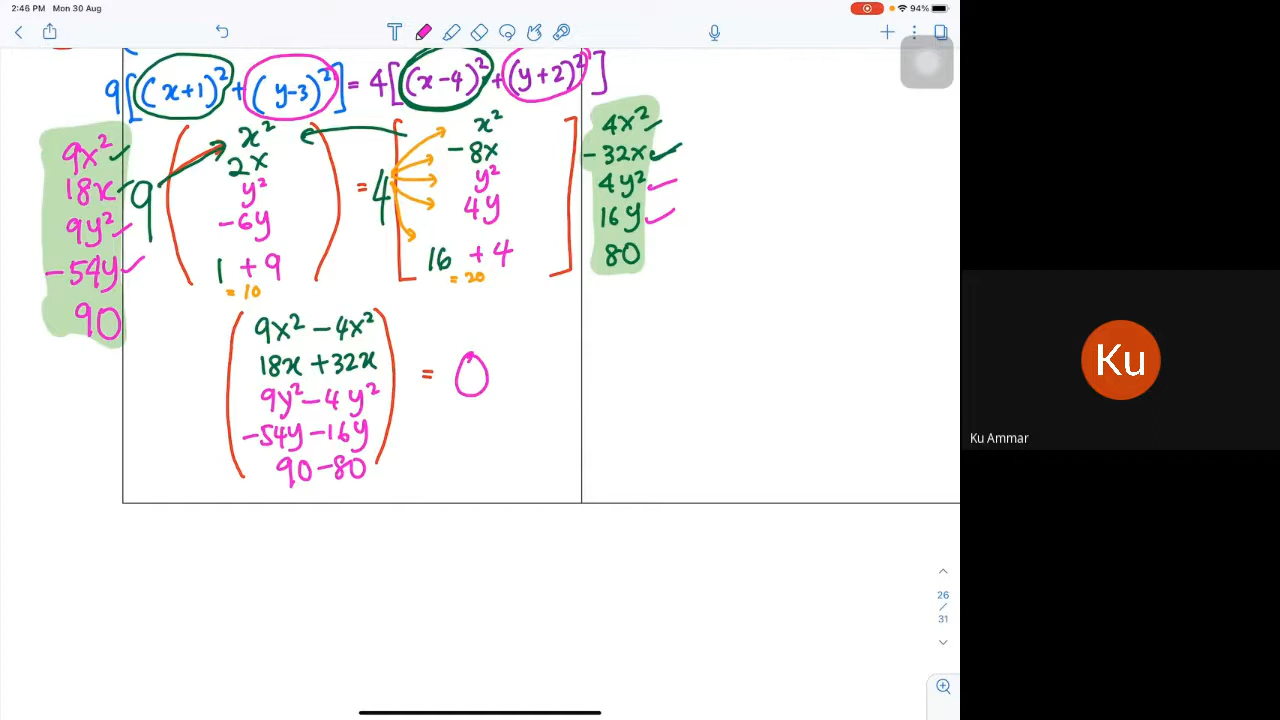 2:46 PM Mon 30 Aug
94%
9[(x+1)² + (y-3)²] = 4[(x-4)² + (y+2)²]
9x²
18x
9y²
-54y
90
9
x²
2x
y²
-6y
1 + 9
= 10
= 4
x²
-8x
y²
4y
16 + 4
= 20
4x²
-32x
4y²
16y
80
9x² - 4x²
18x + 32x
9y² - 4y²
-54y - 16y
90 - 80
= 0
26
/
31
Ku
Ku Ammar